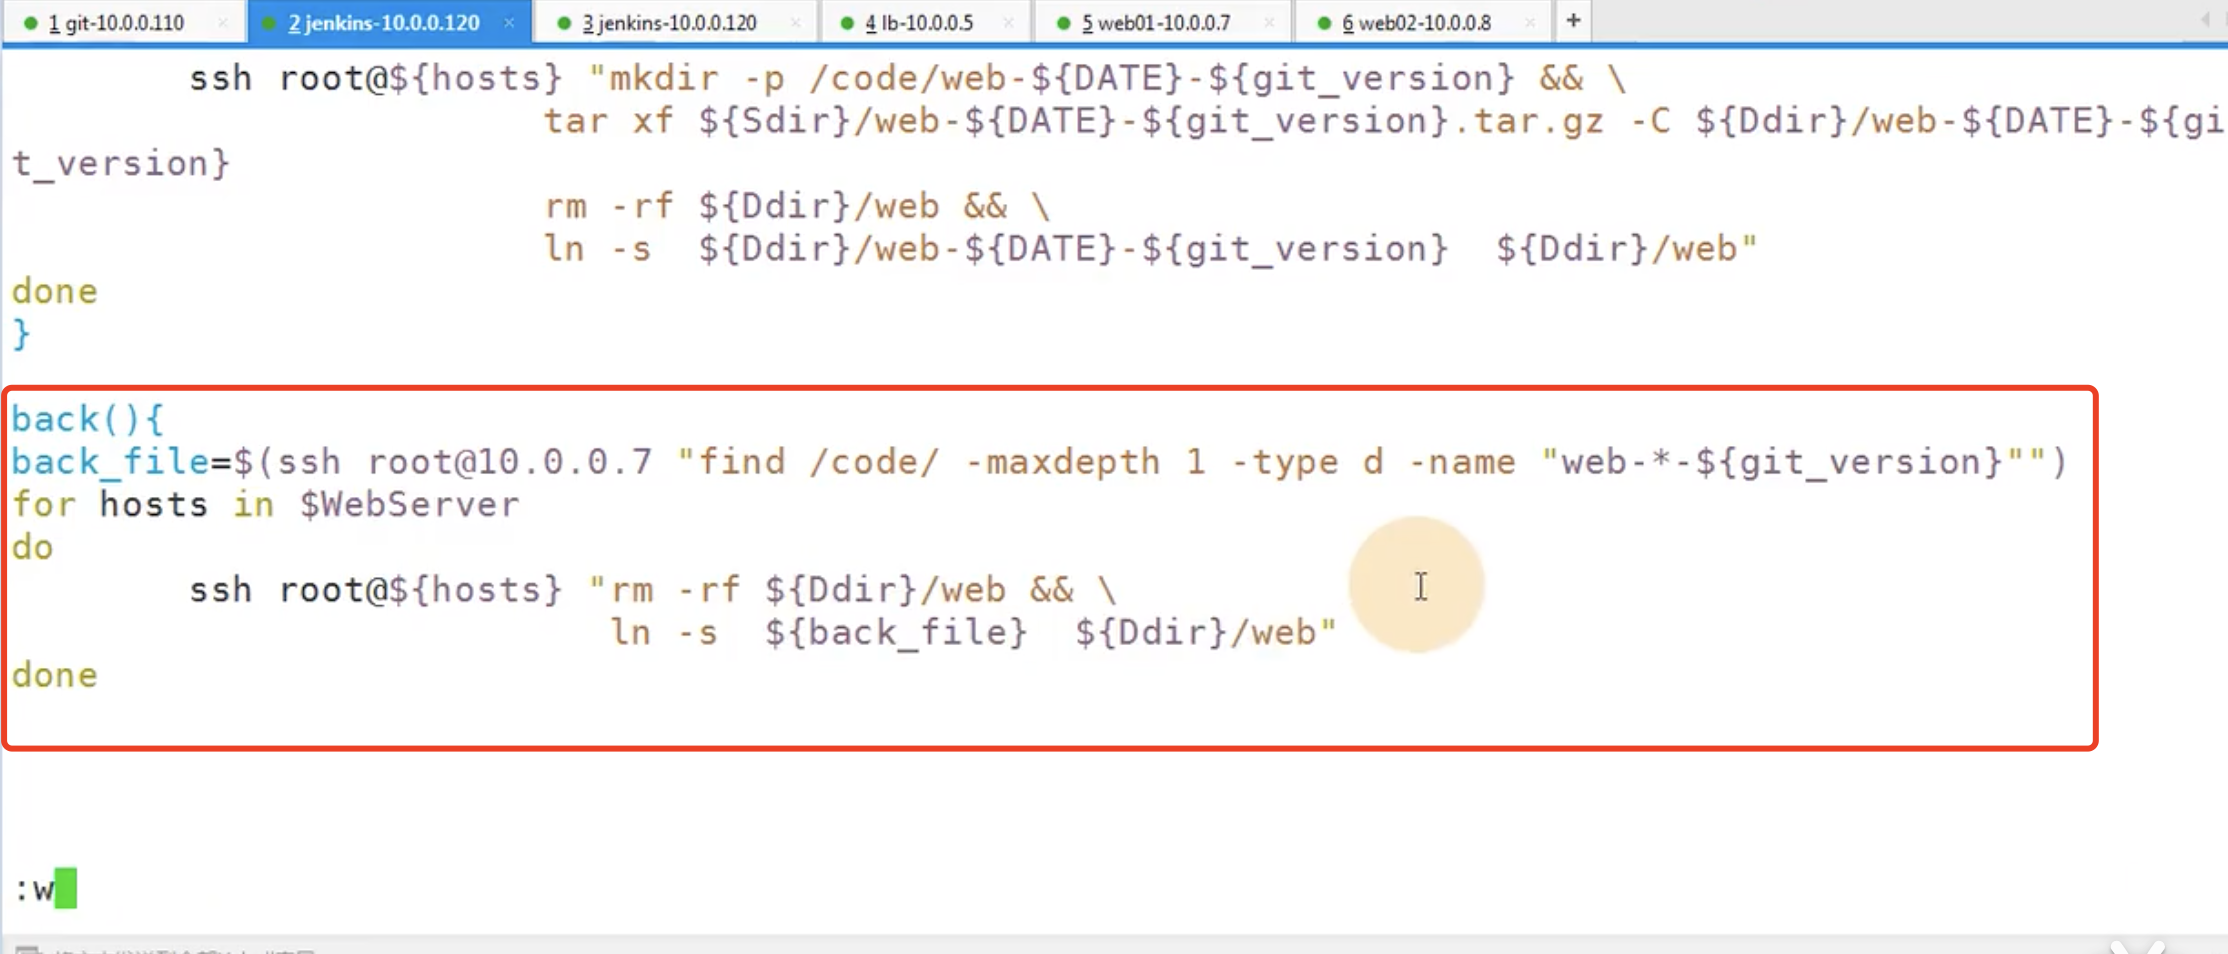 1 git-10.0.0.110 × 2 jenkins-10.0.0.120 × 3 jenkins-10.0.0.120 × 4 lb-10.0.0.5 × 5 web01-10.0.0.7 × 6 web02-10.0.0.8 × +
ssh root@${hosts} "mkdir -p /code/web-${DATE}-${git_version} && \
tar xf ${Sdir}/web-${DATE}-${git_version}.tar.gz -C ${Ddir}/web-${DATE}-${gi
t_version}
rm -rf ${Ddir}/web && \
ln -s  ${Ddir}/web-${DATE}-${git_version}  ${Ddir}/web"
done
}
back(){
back_file=$(ssh root@10.0.0.7 "find /code/ -maxdepth 1 -type d -name "web-*-${git_version}"")
for hosts in $WebServer
do
ssh root@${hosts} "rm -rf ${Ddir}/web && \
ln -s  ${back_file}  ${Ddir}/web"
done
:w